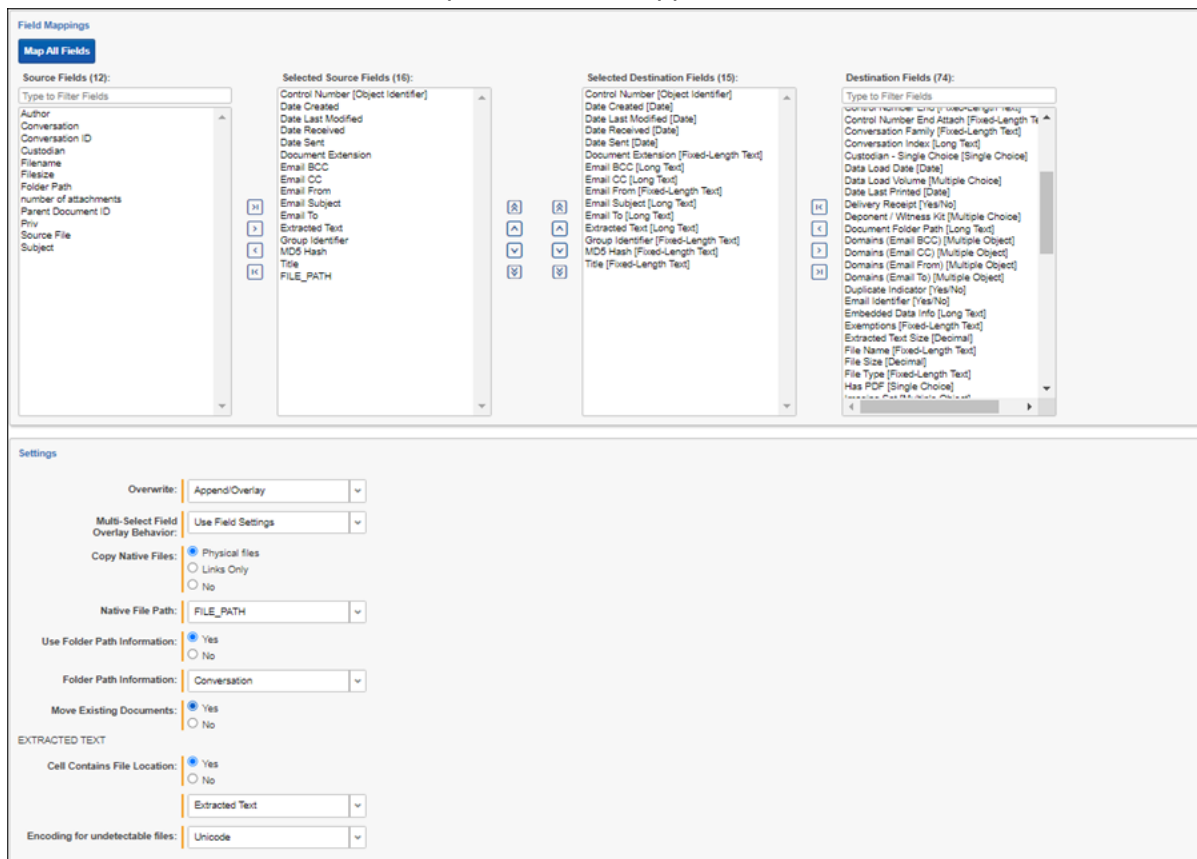 Field Mappings
Map All Fields
Source Fields (12):
Type to Filter Fields
Author
Conversation
Conversation ID
Custodian
Filename
Filesize
Folder Path
number of attachments
Parent Document ID
Priv
Source File
Subject
Selected Source Fields (16):
Control Number [Object Identifier]
Date Created
Date Last Modified
Date Received
Date Sent
Document Extension
Email BCC
Email CC
Email From
Email Subject
Email To
Extracted Text
Group Identifier
MD5 Hash
Title
FILE_PATH
Selected Destination Fields (15):
Control Number [Object Identifier]
Date Created [Date]
Date Last Modified [Date]
Date Received [Date]
Date Sent [Date]
Document Extension [Fixed-Length Text]
Email BCC [Long Text]
Email CC [Long Text]
Email From [Fixed-Length Text]
Email Subject [Long Text]
Email To [Long Text]
Extracted Text [Long Text]
Group Identifier [Fixed-Length Text]
MD5 Hash [Fixed-Length Text]
Title [Fixed-Length Text]
Destination Fields (74):
Type to Filter Fields
Control Number End [Fixed-Length Text]
Control Number End Attach [Fixed-Length Te
Conversation Family [Fixed-Length Text]
Conversation Index [Long Text]
Custodian - Single Choice [Single Choice]
Data Load Date [Date]
Data Load Volume [Multiple Choice]
Date Last Printed [Date]
Delivery Receipt [Yes/No]
Deponent / Witness Kit [Multiple Choice]
Document Folder Path [Long Text]
Domains (Email BCC) [Multiple Object]
Domains (Email CC) [Multiple Object]
Domains (Email From) [Multiple Object]
Domains (Email To) [Multiple Object]
Duplicate Indicator [Yes/No]
Email Identifier [Yes/No]
Embedded Data Info [Long Text]
Exemptions [Fixed-Length Text]
Extracted Text Size [Decimal]
File Name [Fixed-Length Text]
File Size [Decimal]
File Type [Fixed-Length Text]
Has PDF [Single Choice]
Settings
Overwrite: Append/Overlay
Multi-Select Field
Overlay Behavior: Use Field Settings
Copy Native Files: Physical files
Links Only
No
Native File Path: FILE_PATH
Use Folder Path Information: Yes
No
Folder Path Information: Conversation
Move Existing Documents: Yes
No
EXTRACTED TEXT
Cell Contains File Location: Yes
No
Extracted Text
Encoding for undetectable files: Unicode